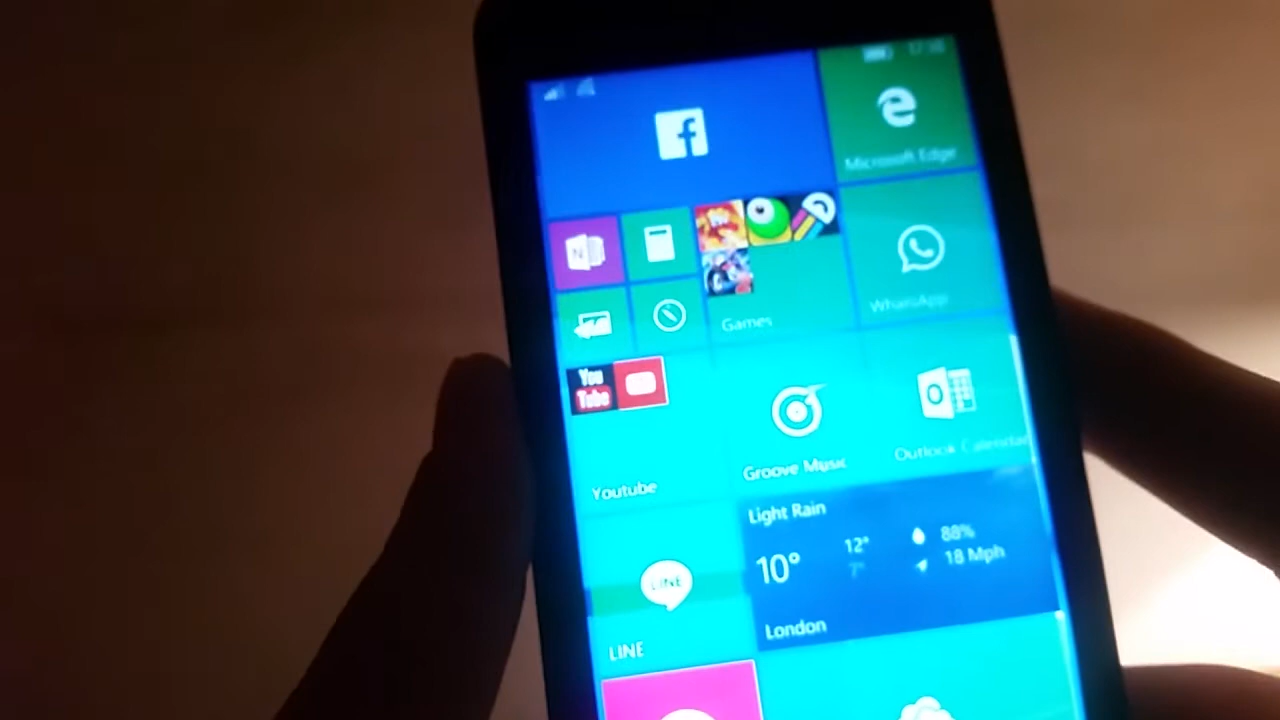 Microsoft Edge
N
Games
WhatsApp
You
Tube
Youtube
Groove Music
O
Outlook Calendar
Light Rain
10°
12°
7°
88%
18 Mph
London
LINE
LINE